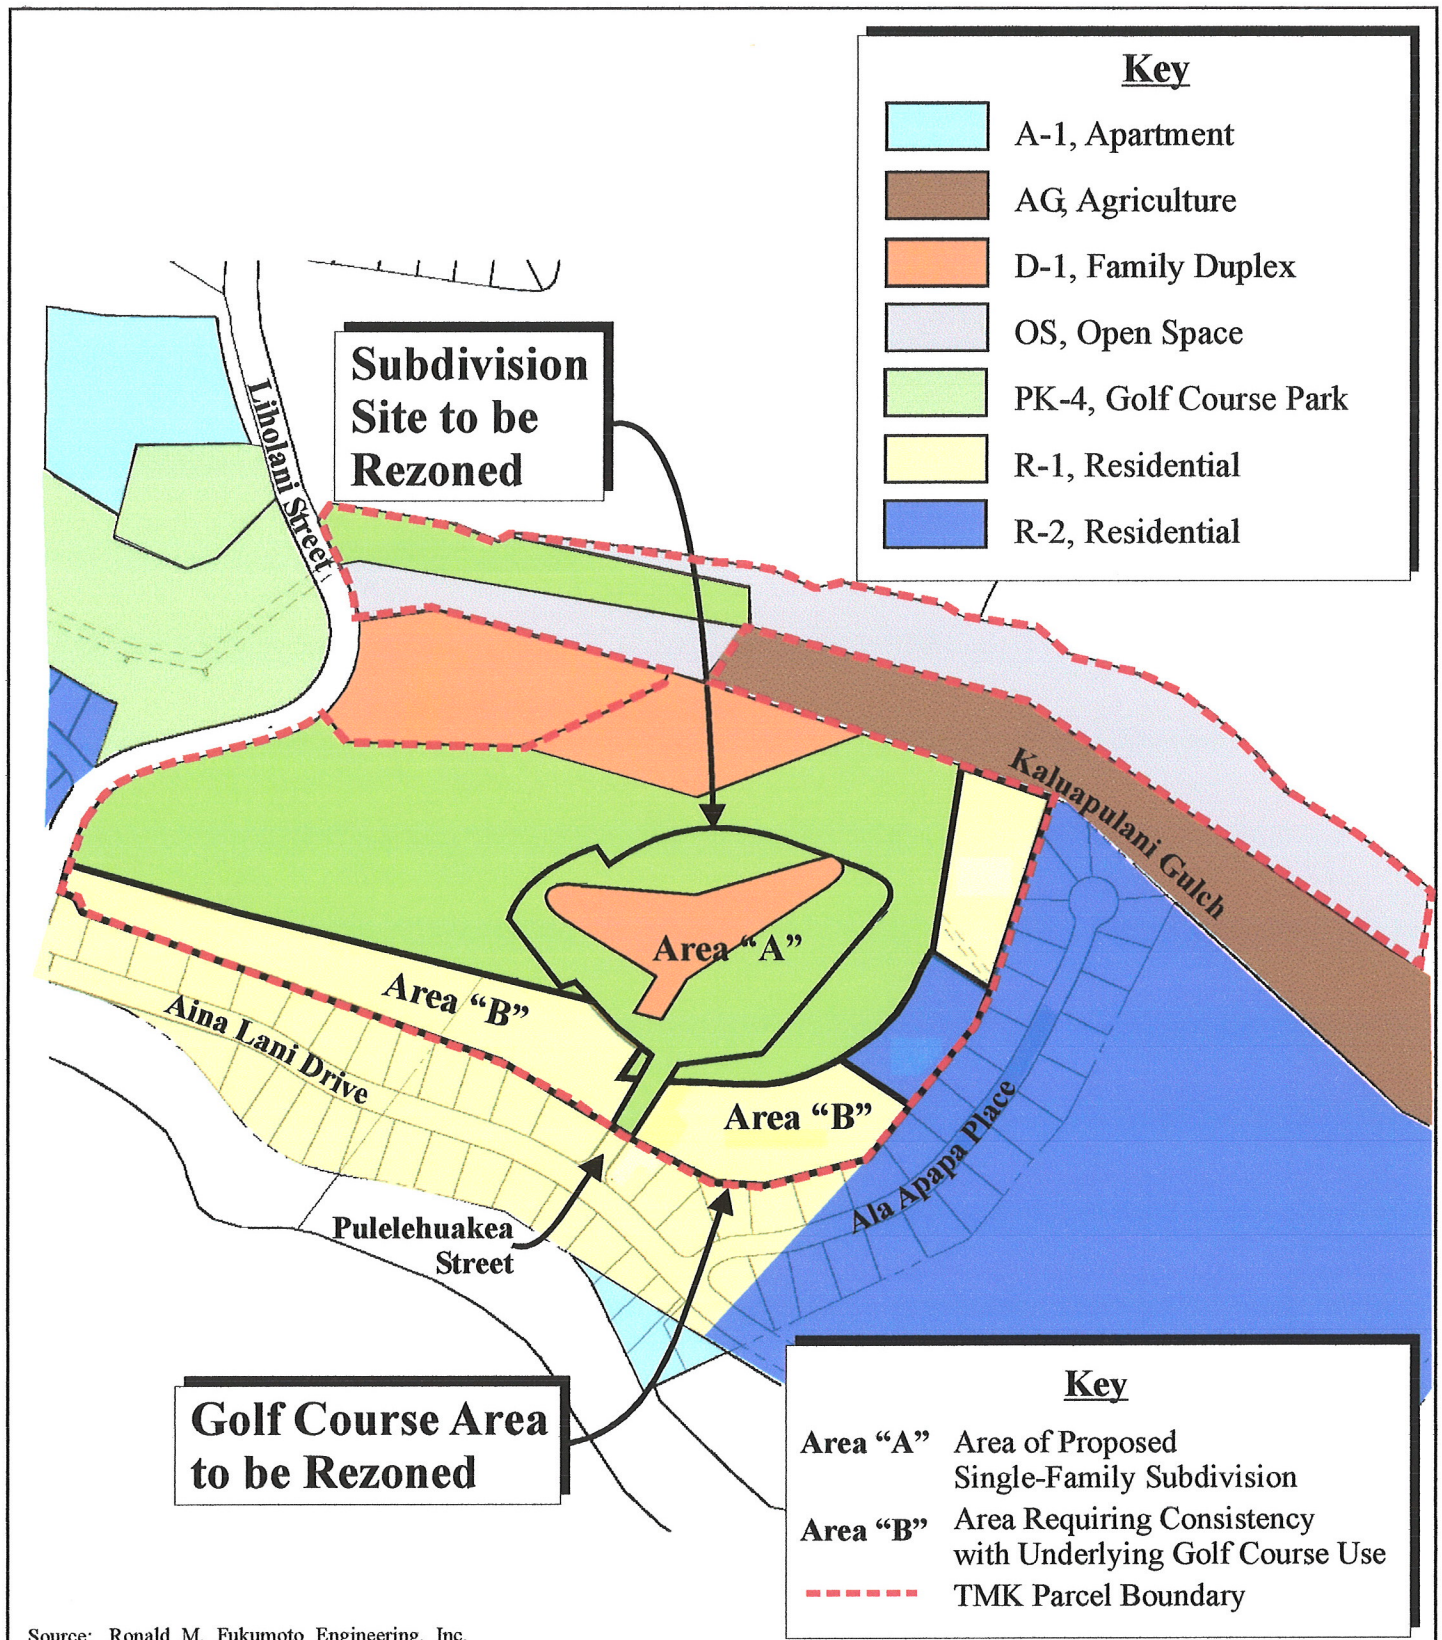 Key
A-1, Apartment
AG, Agriculture
D-1, Family Duplex
OS, Open Space
PK-4, Golf Course Park
R-1, Residential
R-2, Residential
Subdivision
Site to be
Rezoned
Liholani Street
Kaluapulani Gulch
Area “A”
Area “B”
Aina Lani Drive
Area “B”
Ala Apapa Place
Pulelehuakea
Street
Golf Course Area
to be Rezoned
Key
Area “A” Area of Proposed
Single-Family Subdivision
Area “B” Area Requiring Consistency
with Underlying Golf Course Use
TMK Parcel Boundary
Source: Ronald M. Fukumoto Engineering, Inc.